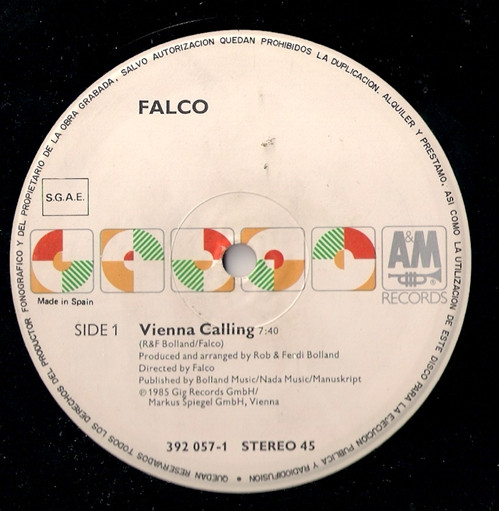 QUEDAN RESERVADOS TODOS LOS DERECHOS DEL PRODUCTOR FONOGRAFICO Y DEL PROPIETARIO DE LA OBRA GRABADA, SALVO AUTORIZACION QUEDAN PROHIBIDOS LA DUPLICACION, ALQUILER Y PRESTAMO, ASI COMO LA UTILIZACION DE ESTE DISCO PARA LA EJECUCION PUBLICA Y RADIODIFUSION
FALCO
S.G.A.E.
A&M
RECORDS
Made in Spain
SIDE 1 Vienna Calling 7:40
(R&F Bolland/Falco)
Produced and arranged by Rob & Ferdi Bolland
Directed by Falco
Published by Bolland Music/Nada Music/Manuskript
℗ 1985 Gig Records GmbH/
Markus Spiegel GmbH, Vienna
392 057-1 STEREO 45